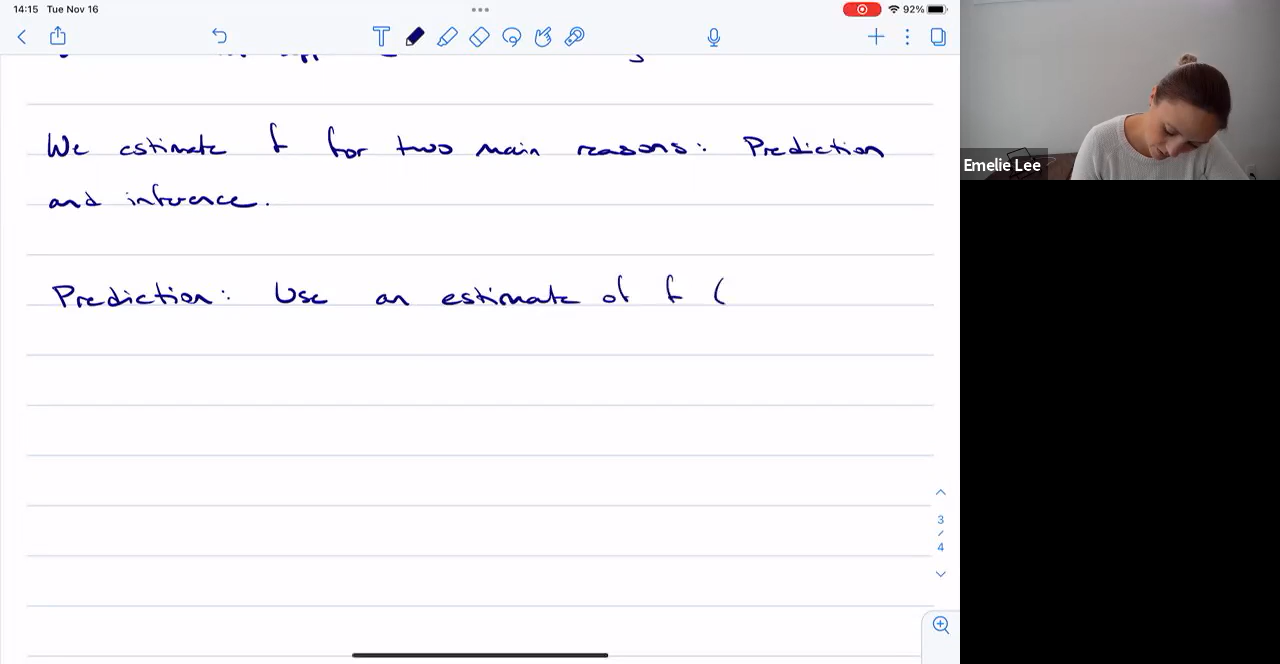 14:15 Tue Nov 16
92%
We estimate f for two main reasons: Prediction
and inference.
Prediction: Use an estimate of f (
Emelie Lee
3
/
4